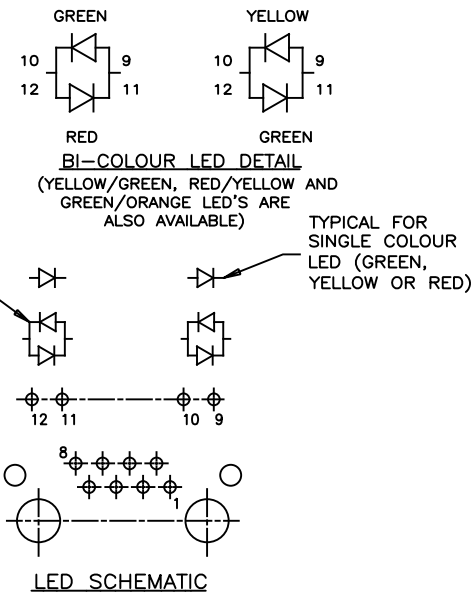 GREEN YELLOW
10 9 10 9
12 11 12 11
RED GREEN
BI-COLOUR LED DETAIL
(YELLOW/GREEN, RED/YELLOW AND
GREEN/ORANGE LED'S ARE
ALSO AVAILABLE)
TYPICAL FOR
SINGLE COLOUR
LED (GREEN,
YELLOW OR RED)
12 11 10 9
8
1
LED SCHEMATIC